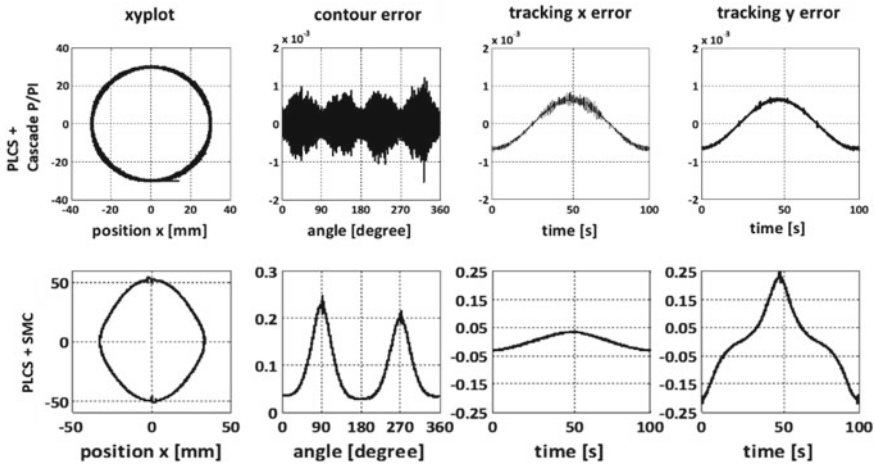 xyplot contour error tracking x error tracking y error
x 10⁻³ x 10⁻³ x 10⁻³
PLCS +
Cascade P/PI
40 2 2 2
20 1 1 1
0 0 0 0
-20 -1 -1 -1
-40 -2 -2 -2
-40 -20 0 20 40 0 90 180 270 360 0 50 100 0 50 100
position x [mm] angle [degree] time [s] time [s]
PLCS + SMC
50 0.3 0.25 0.25
0.2 0.15 0.15
0 0.05 0.05
0.1 -0.05 -0.05
-50 -0.15 -0.15
0 -0.25 -0.25
-50 0 50 0 90 180 270 360 0 50 100 0 50 100
position x [mm] angle [degree] time [s] time [s]